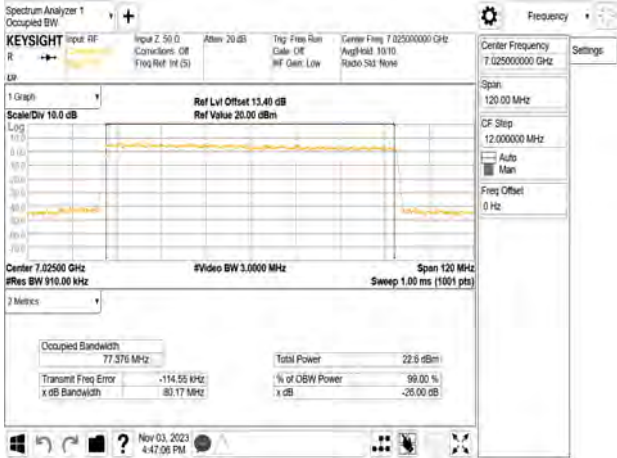 Spectrum Analyzer 1
Occupied BW
Frequency
KEYSIGHT
Input: RF
Input Z: 50 Ω
Atten: 20 dB
Trig: Free Run
Center Freq: 7.025000000 GHz
R
Corrections: Off
Gate: Off
Avg|Hold: 10/10
Freq Ref: Int (S)
#IF Gain: Low
Radio Std: None
Center Frequency
7.025000000 GHz
Settings
Span
120.00 MHz
CF Step
12.000000 MHz
Auto
Man
Freq Offset
0 Hz
1 Graph
Scale/Div 10.0 dB
Ref Lvl Offset 13.40 dB
Ref Value 20.00 dBm
Log
10.0
0.00
Center 7.02500 GHz
#Res BW 910.00 kHz
#Video BW 3.0000 MHz
Span 120 MHz
Sweep 1.00 ms (1001 pts)
2 Metrics
Occupied Bandwidth
77.376 MHz
Total Power
22.6 dBm
Transmit Freq Error
-114.55 kHz
% of OBW Power
99.00 %
x dB Bandwidth
80.17 MHz
x dB
-26.00 dB
Nov 03, 2023
4:47:06 PM